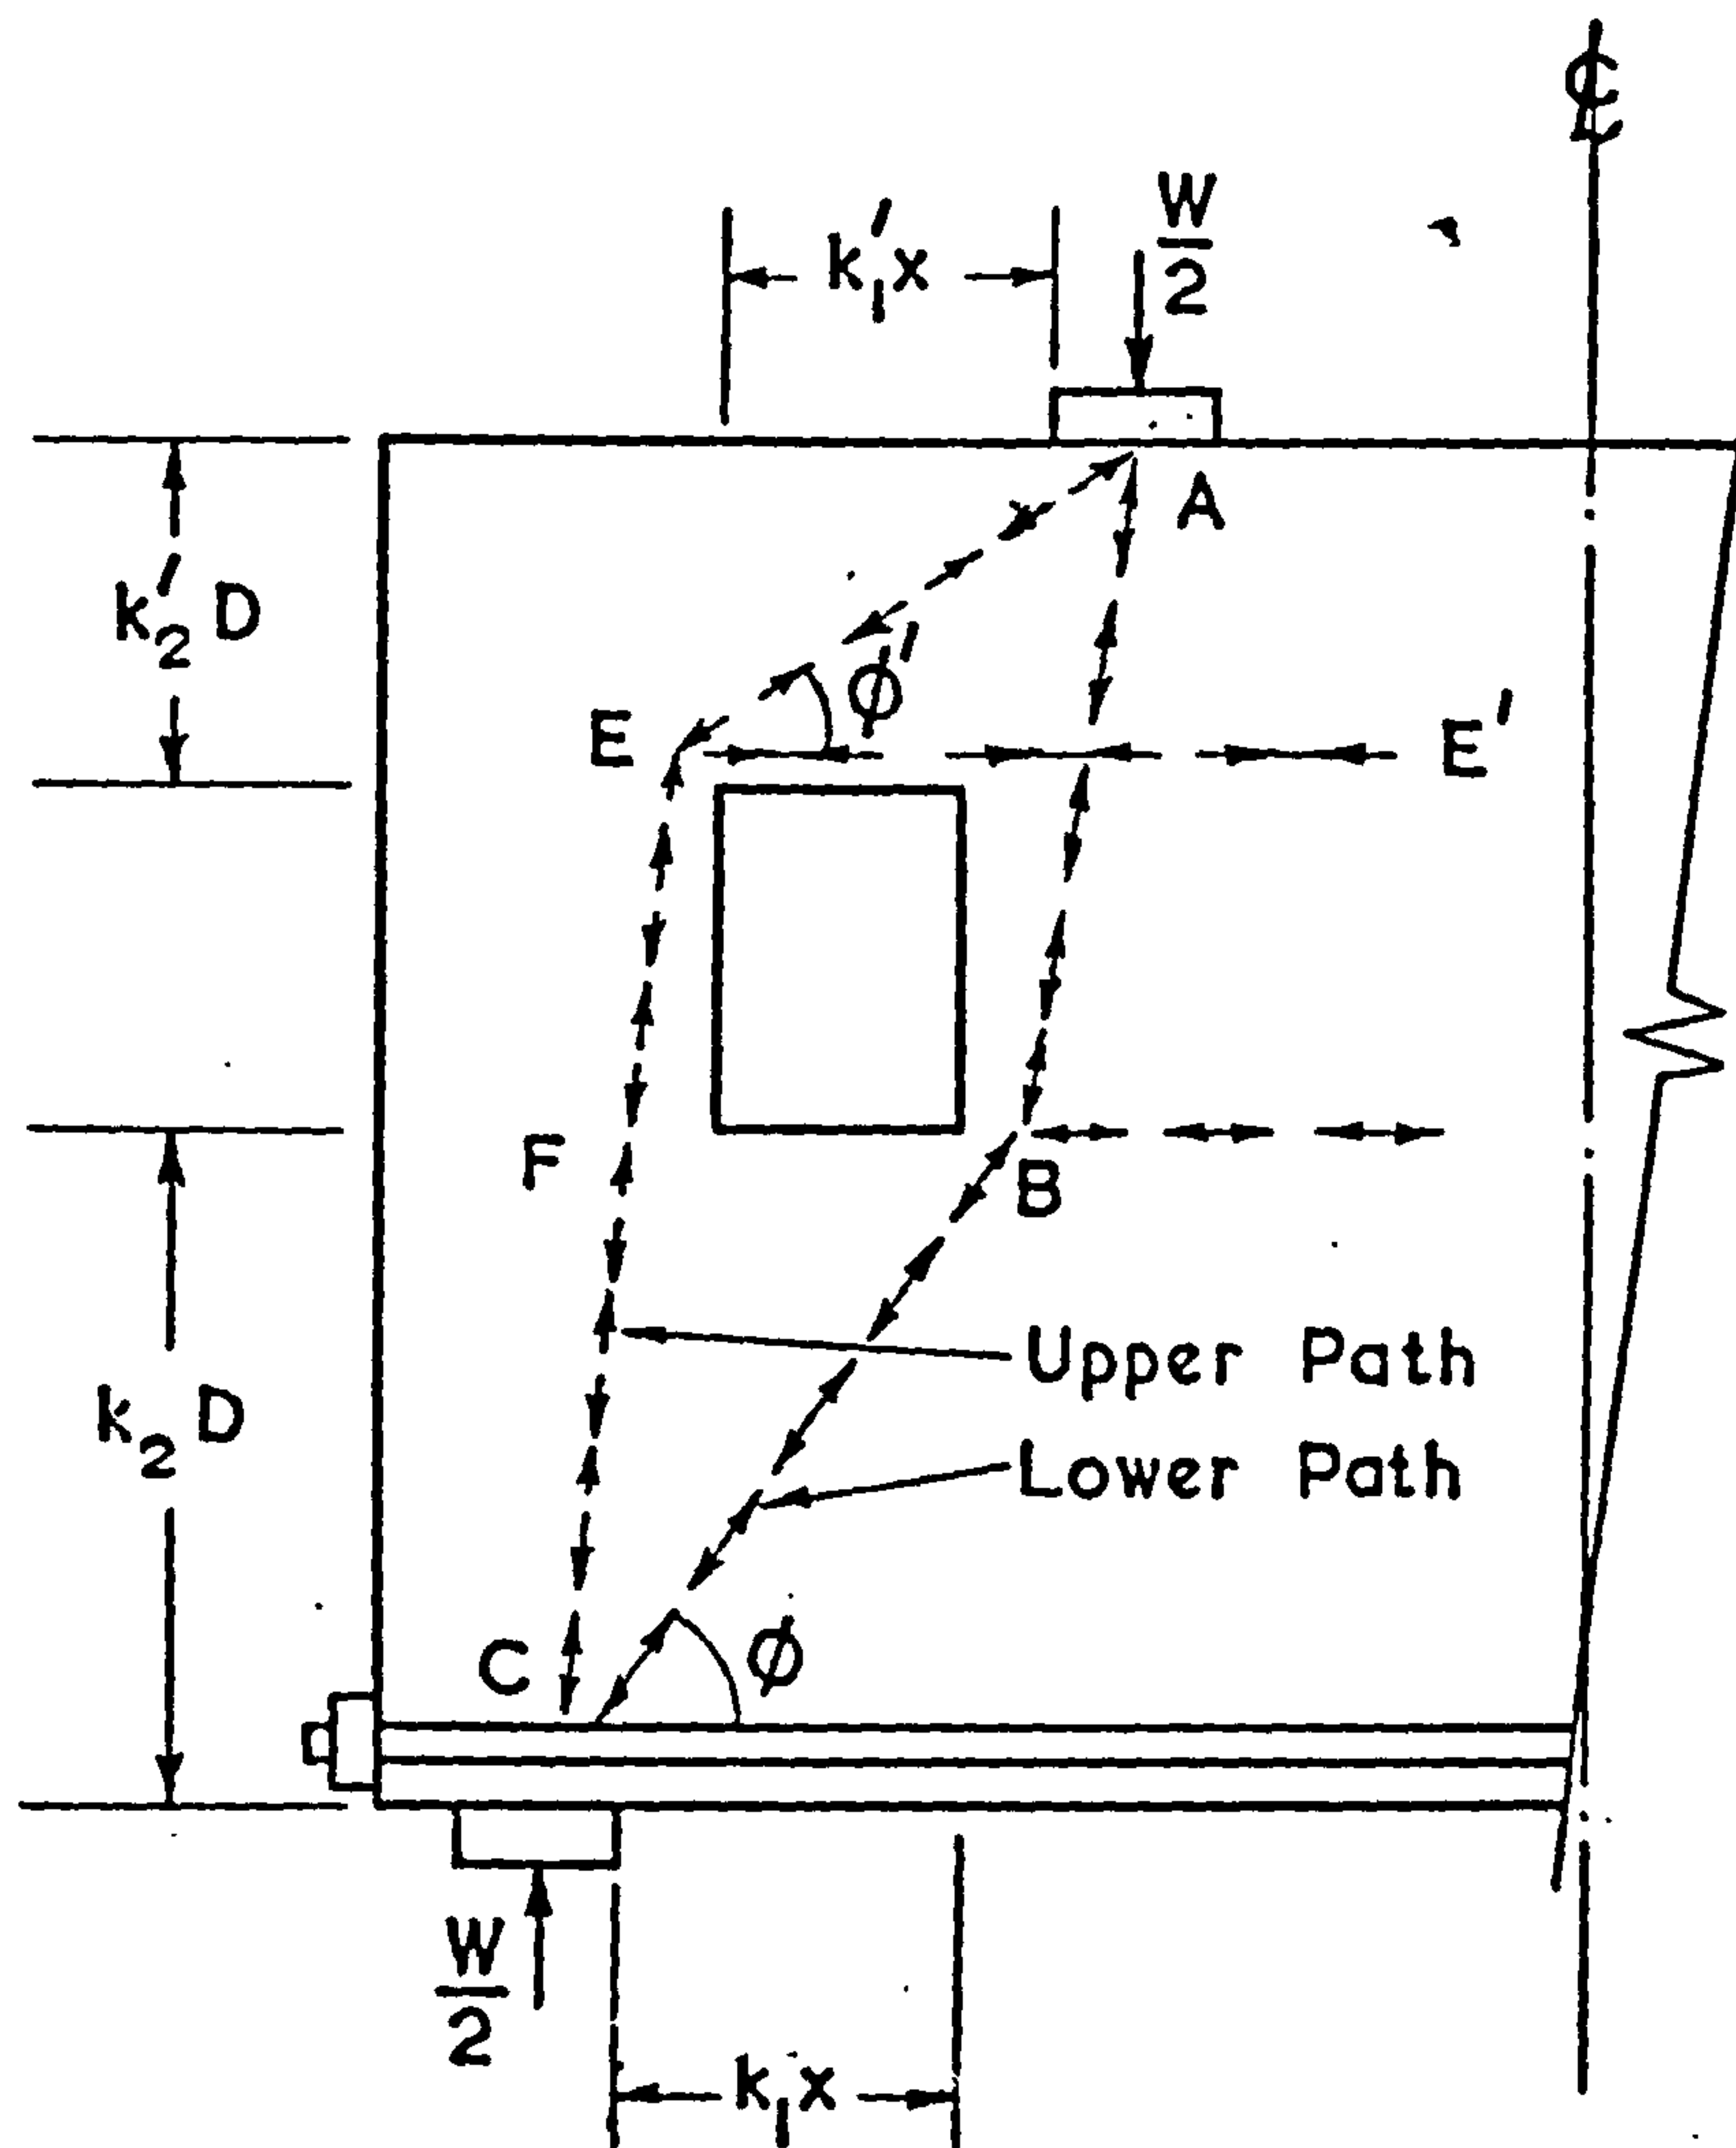 ℄
W/2
k₁′x
A
k₂′D
ϕ′
E
E′
F
B
Upper Path
k₂D
Lower Path
C
ϕ
W/2
k₁x